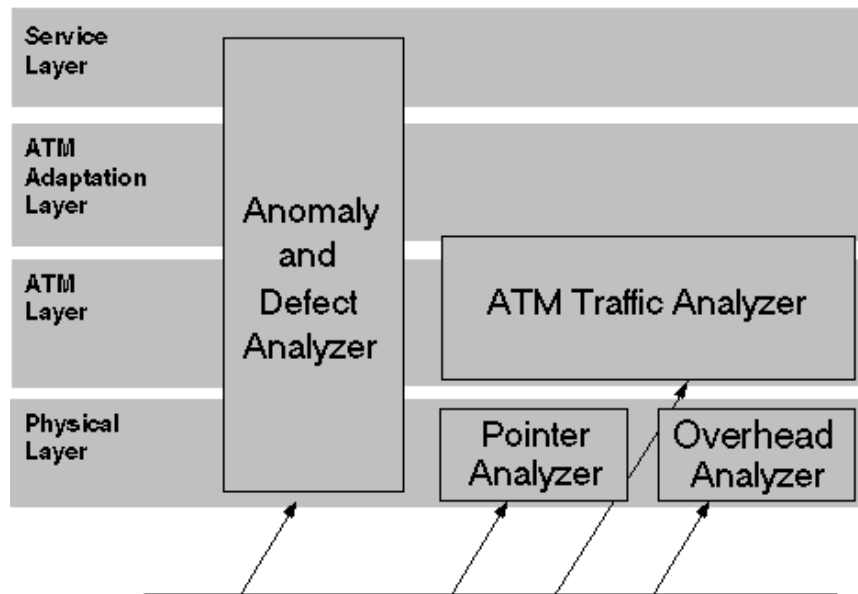 Service
Layer
ATM
Adaptation
Layer
ATM
Layer
Physical
Layer
Anomaly
and
Defect
Analyzer
ATM Traffic Analyzer
Pointer
Analyzer
Overhead
Analyzer